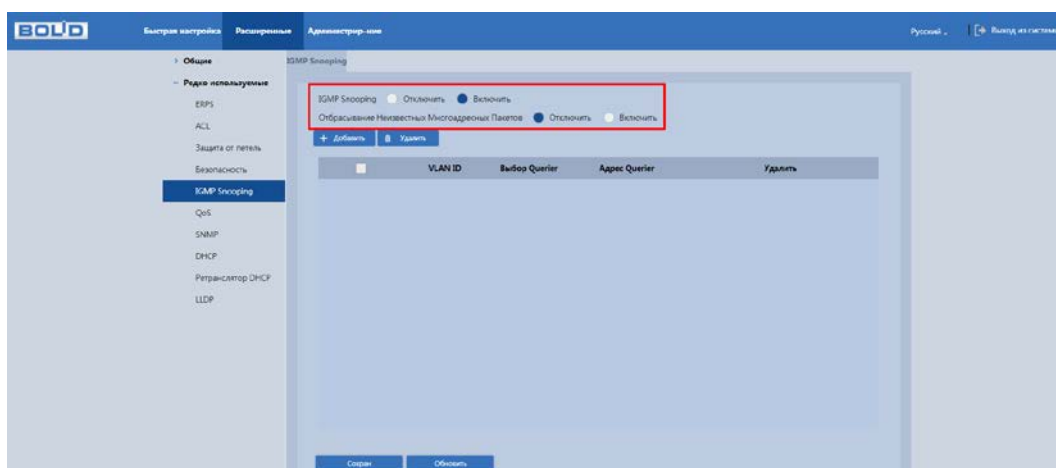 BOLID
Быстрая настройка Расширенные Администрир-ние Русский Выход из системы
Общие
IGMP Snooping
Редко используемые
ERPS
ACL
Защита от петель
Безопасность
IGMP Snooping
QoS
SNMP
DHCP
Ретранслятор DHCP
LLDP
IGMP Snooping Отключить Включить
Отбрасывание Неизвестных Многоадресных Пакетов Отключить Включить
+ Добавить Удалить
VLAN ID Выбор Querier Адрес Querier Удалить
Сохран Обновить